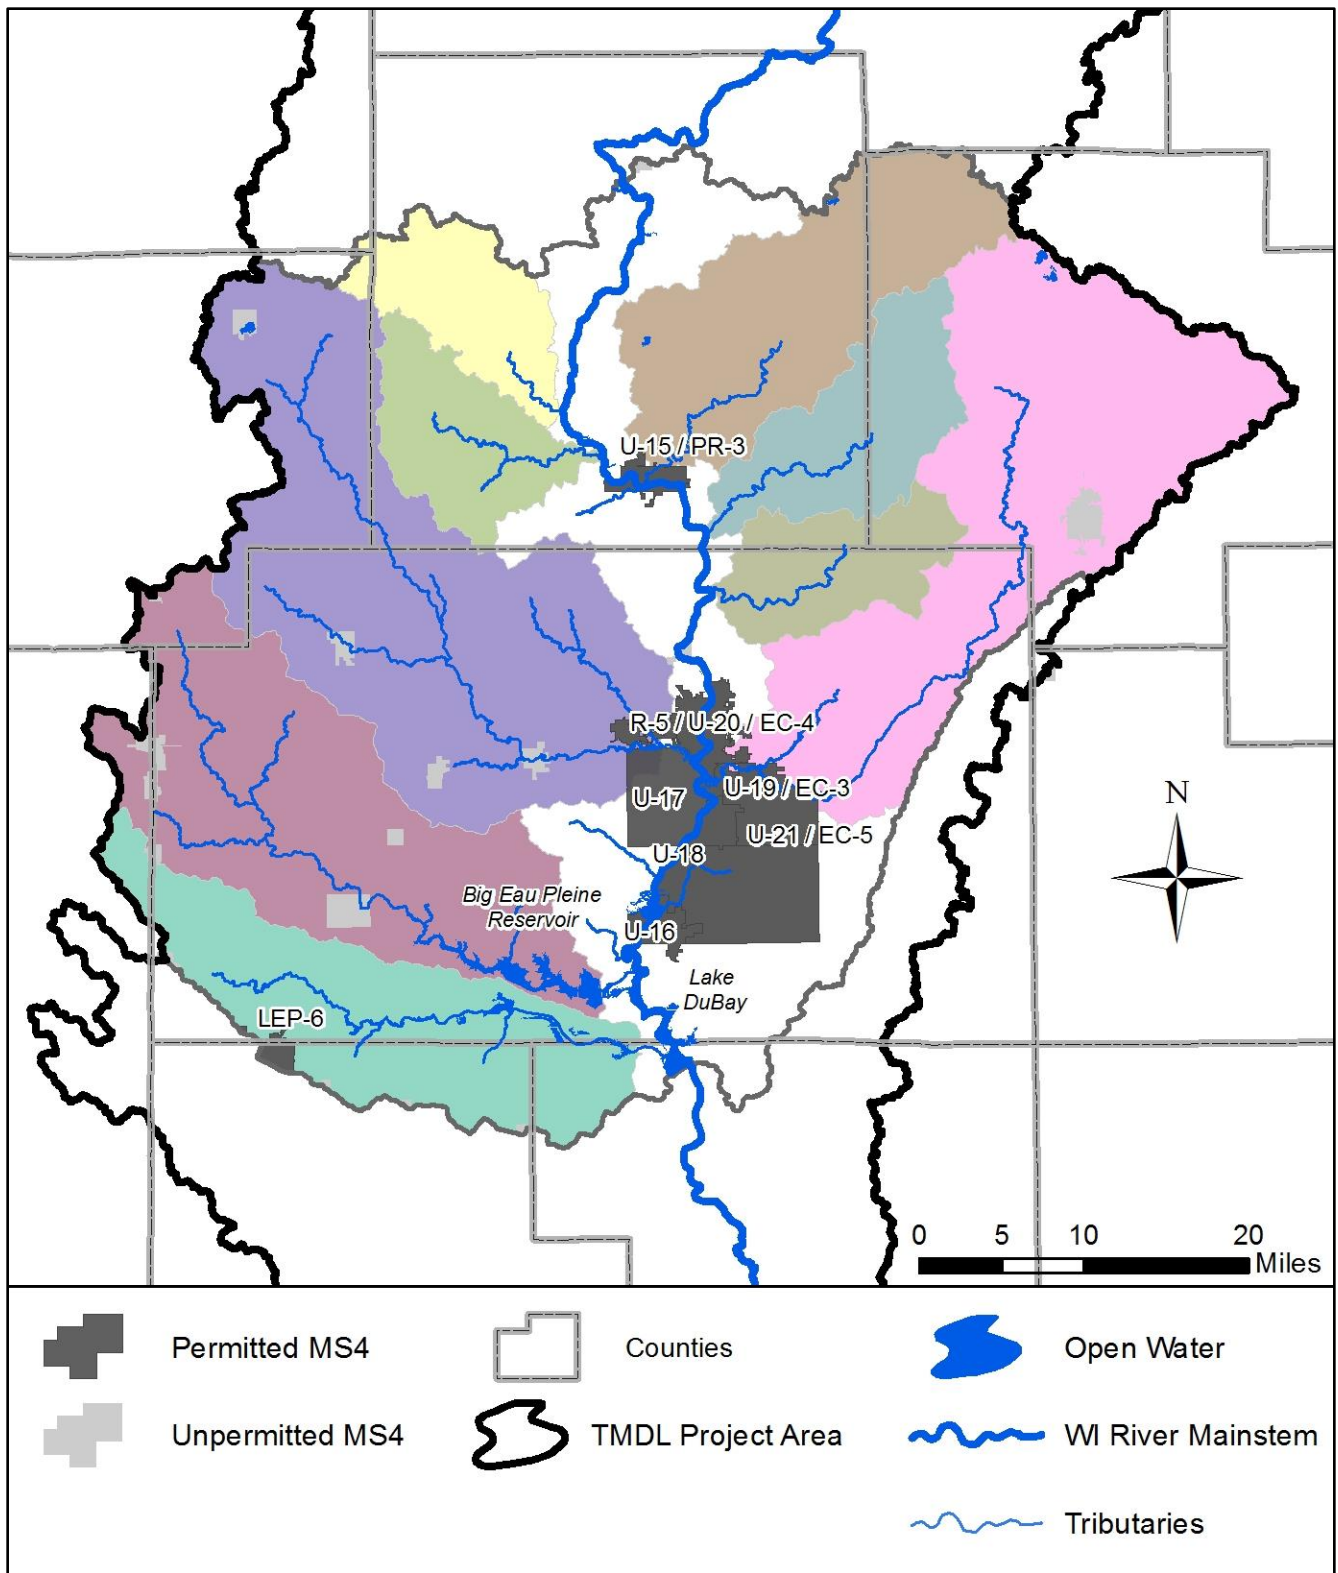 U-15 / PR-3
R-5 / U-20 / EC-4
U-19 / EC-3
U-17
U-21 / EC-5
U-18
Big Eau Pleine
Reservoir
U-16
Lake
DuBay
LEP-6
N
0 5 10 20
Miles
Permitted MS4
Counties
Open Water
Unpermitted MS4
TMDL Project Area
WI River Mainstem
Tributaries